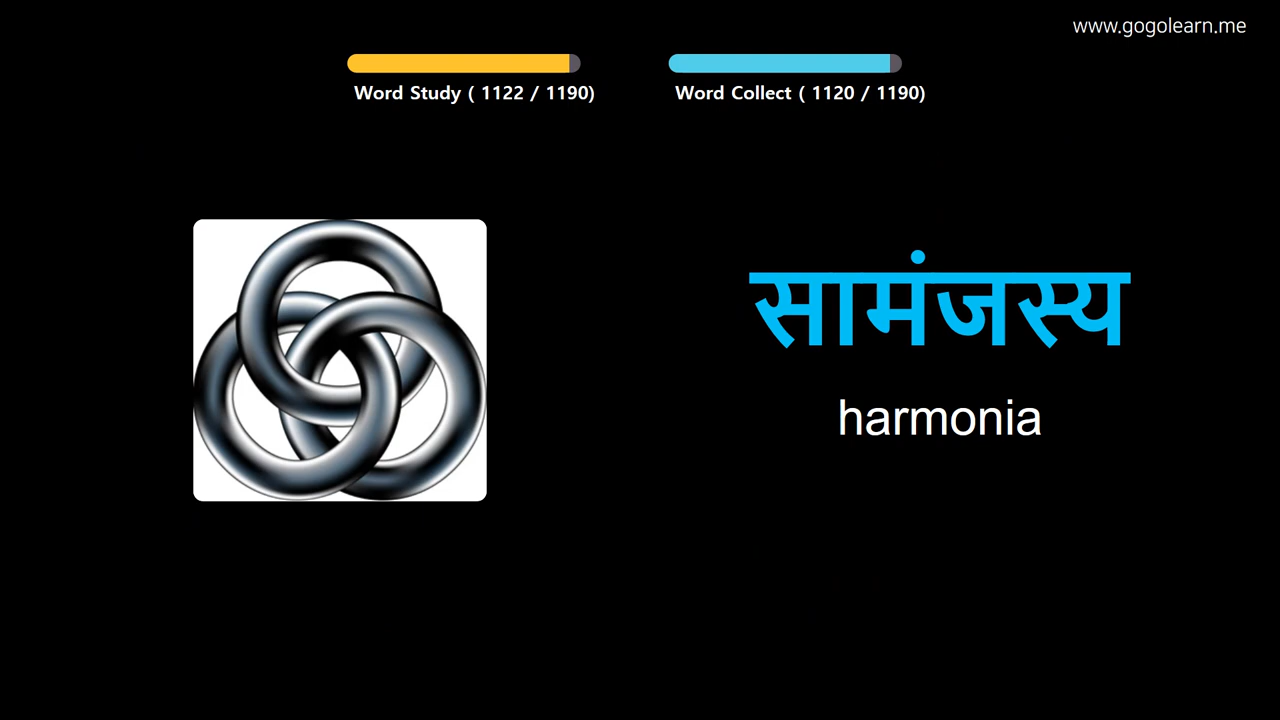 www.gogolearn.me
Word Study ( 1122 / 1190)
Word Collect ( 1120 / 1190)
सामंजस्य
harmonia